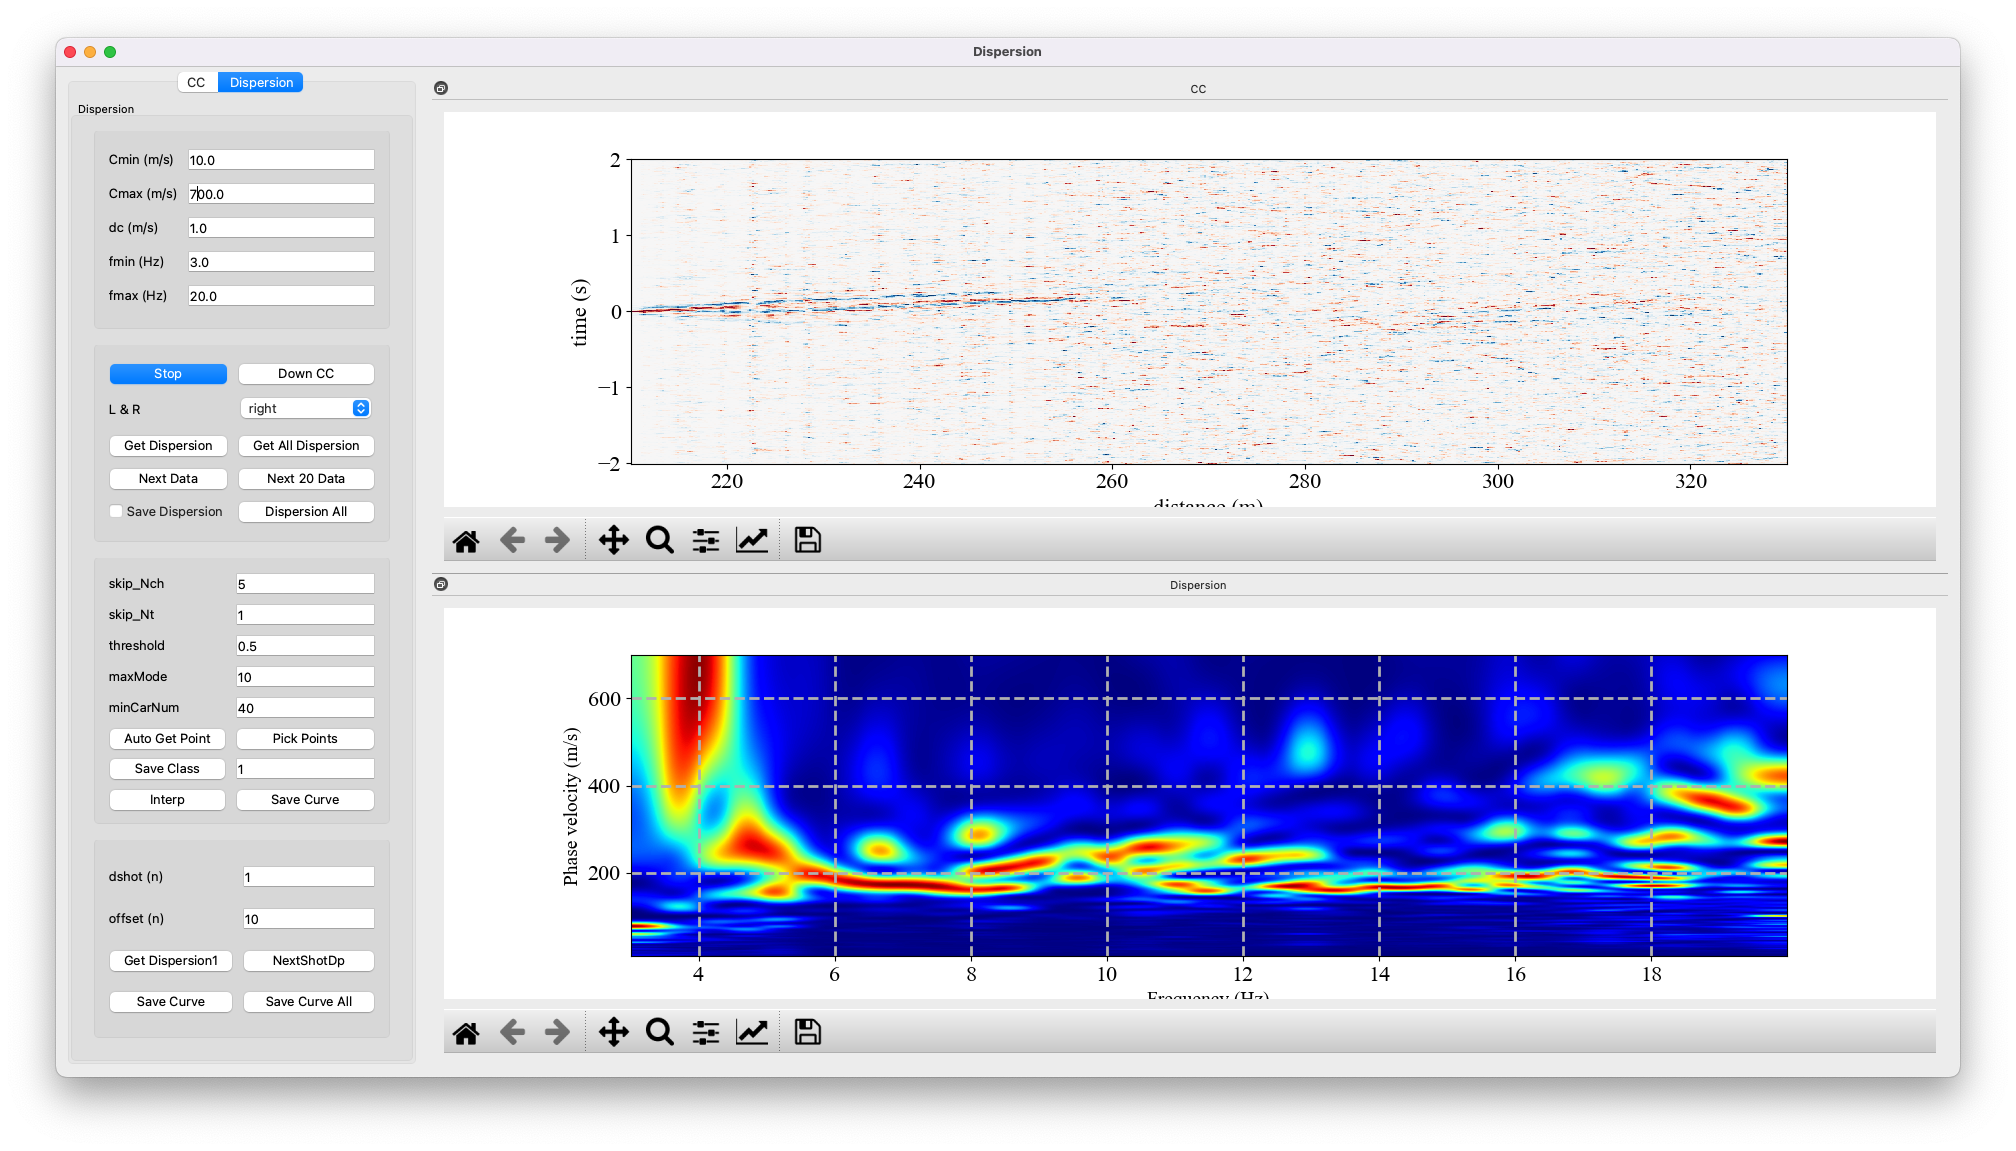 Dispersion
CC
Dispersion
Dispersion
Cmin (m/s) 10.0
Cmax (m/s) 700.0
dc (m/s) 1.0
fmin (Hz) 3.0
fmax (Hz) 20.0
Stop Down CC
L & R right
Get Dispersion Get All Dispersion
Next Data Next 20 Data
Save Dispersion Dispersion All
skip_Nch 5
skip_Nt 1
threshold 0.5
maxMode 10
minCarNum 40
Auto Get Point Pick Points
Save Class 1
Interp Save Curve
dshot (n) 1
offset (n) 10
Get Dispersion1 NextShotDp
Save Curve Save Curve All
CC
2
1
0
−1
−2
time (s)
220 240 260 280 300 320
distance (m)
Dispersion
600
400
200
Phase velocity (m/s)
4 6 8 10 12 14 16 18
Frequency (Hz)